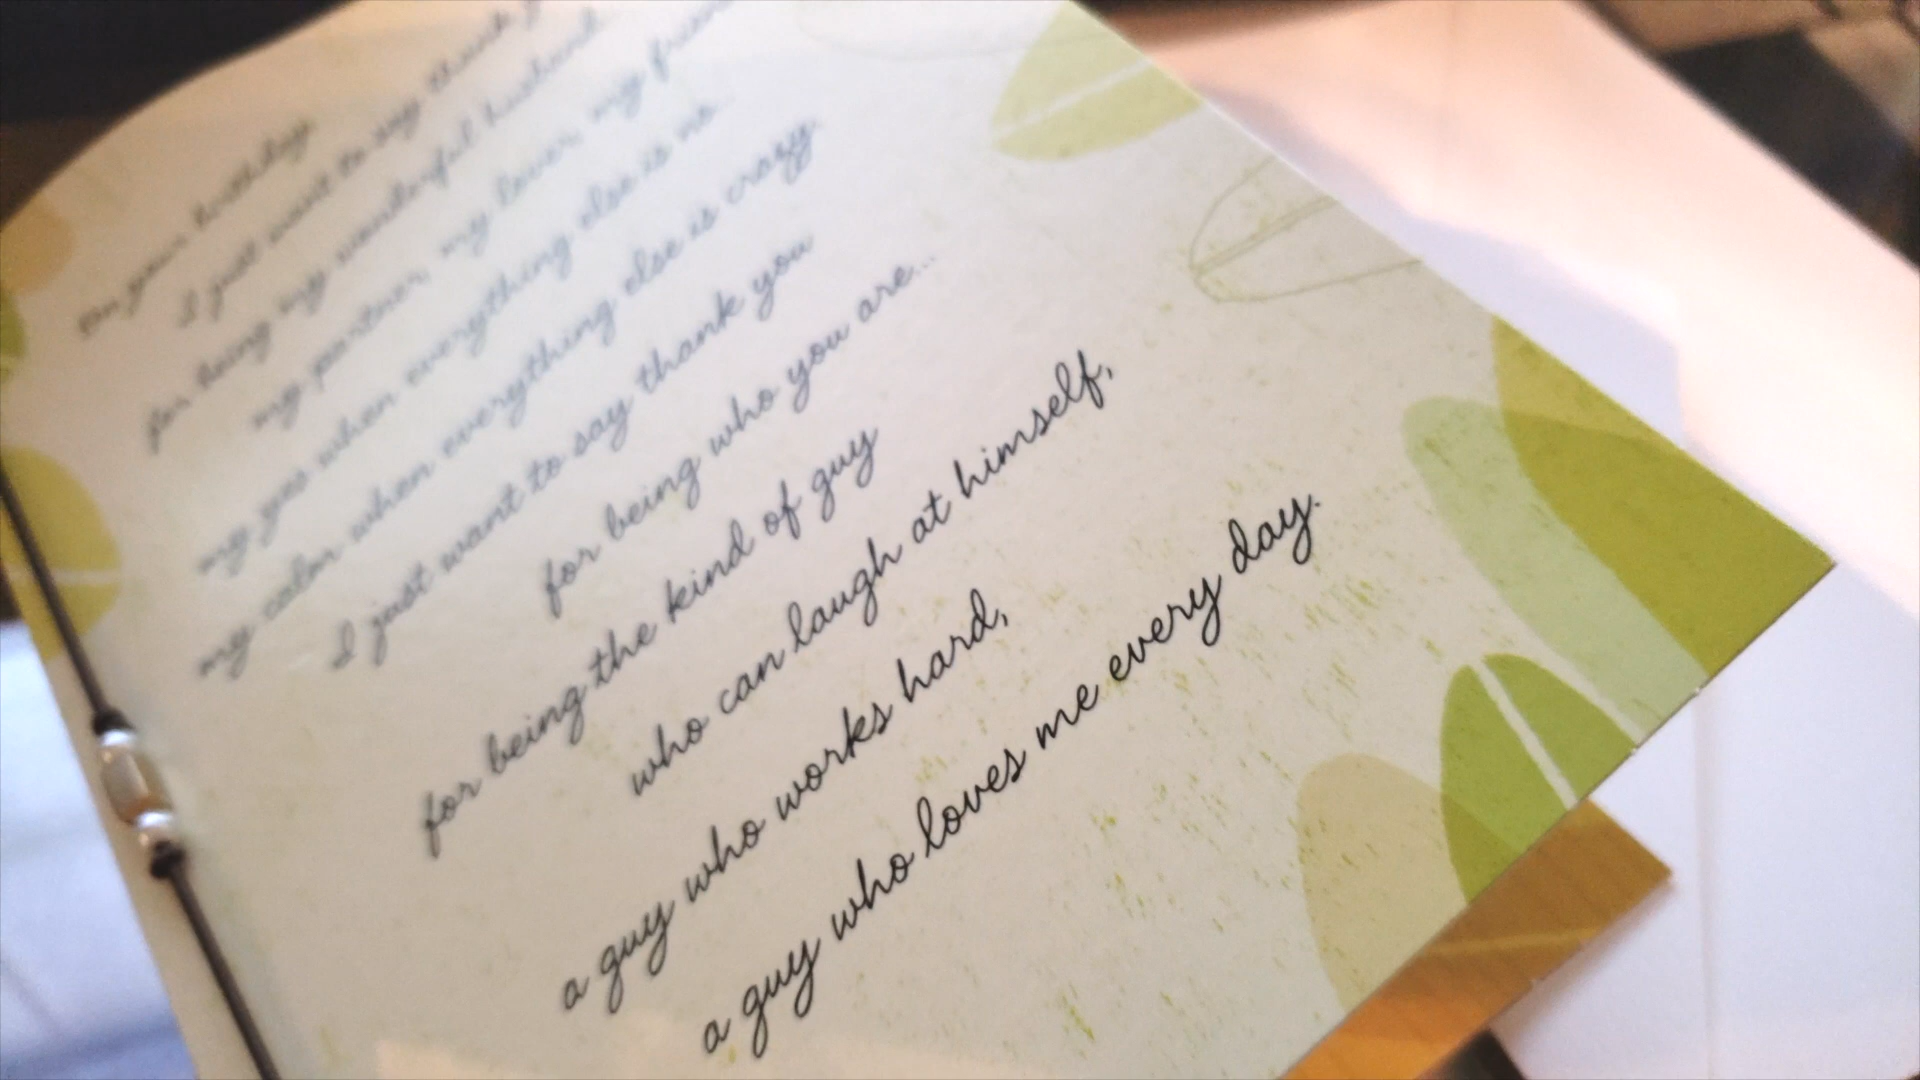 On your birthday
I just want to say thank
for being my wonderful husband
my partner my lover my friend
my yes when everything else is no
my calm when everything else is crazy.
I just want to say thank you
for being who you are...
for being the kind of guy
who can laugh at himself,
a guy who works hard,
a guy who loves me every day.